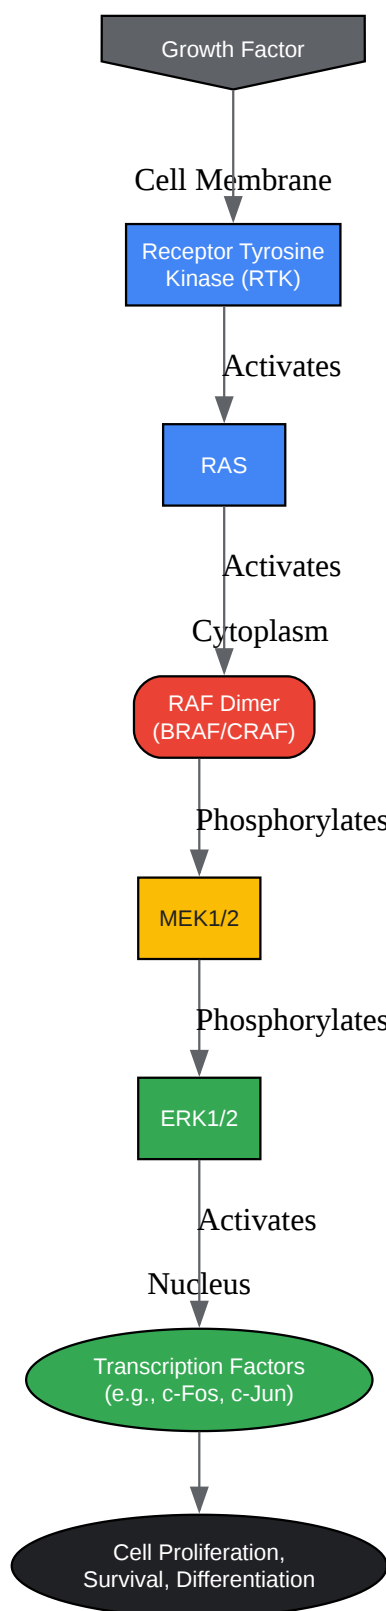 Growth Factor
Cell Membrane
Receptor Tyrosine
Kinase (RTK)
Activates
RAS
Activates
Cytoplasm
RAF Dimer
(BRAF/CRAF)
Phosphorylates
MEK1/2
Phosphorylates
ERK1/2
Activates
Nucleus
Transcription Factors
(e.g., c-Fos, c-Jun)
Cell Proliferation,
Survival, Differentiation